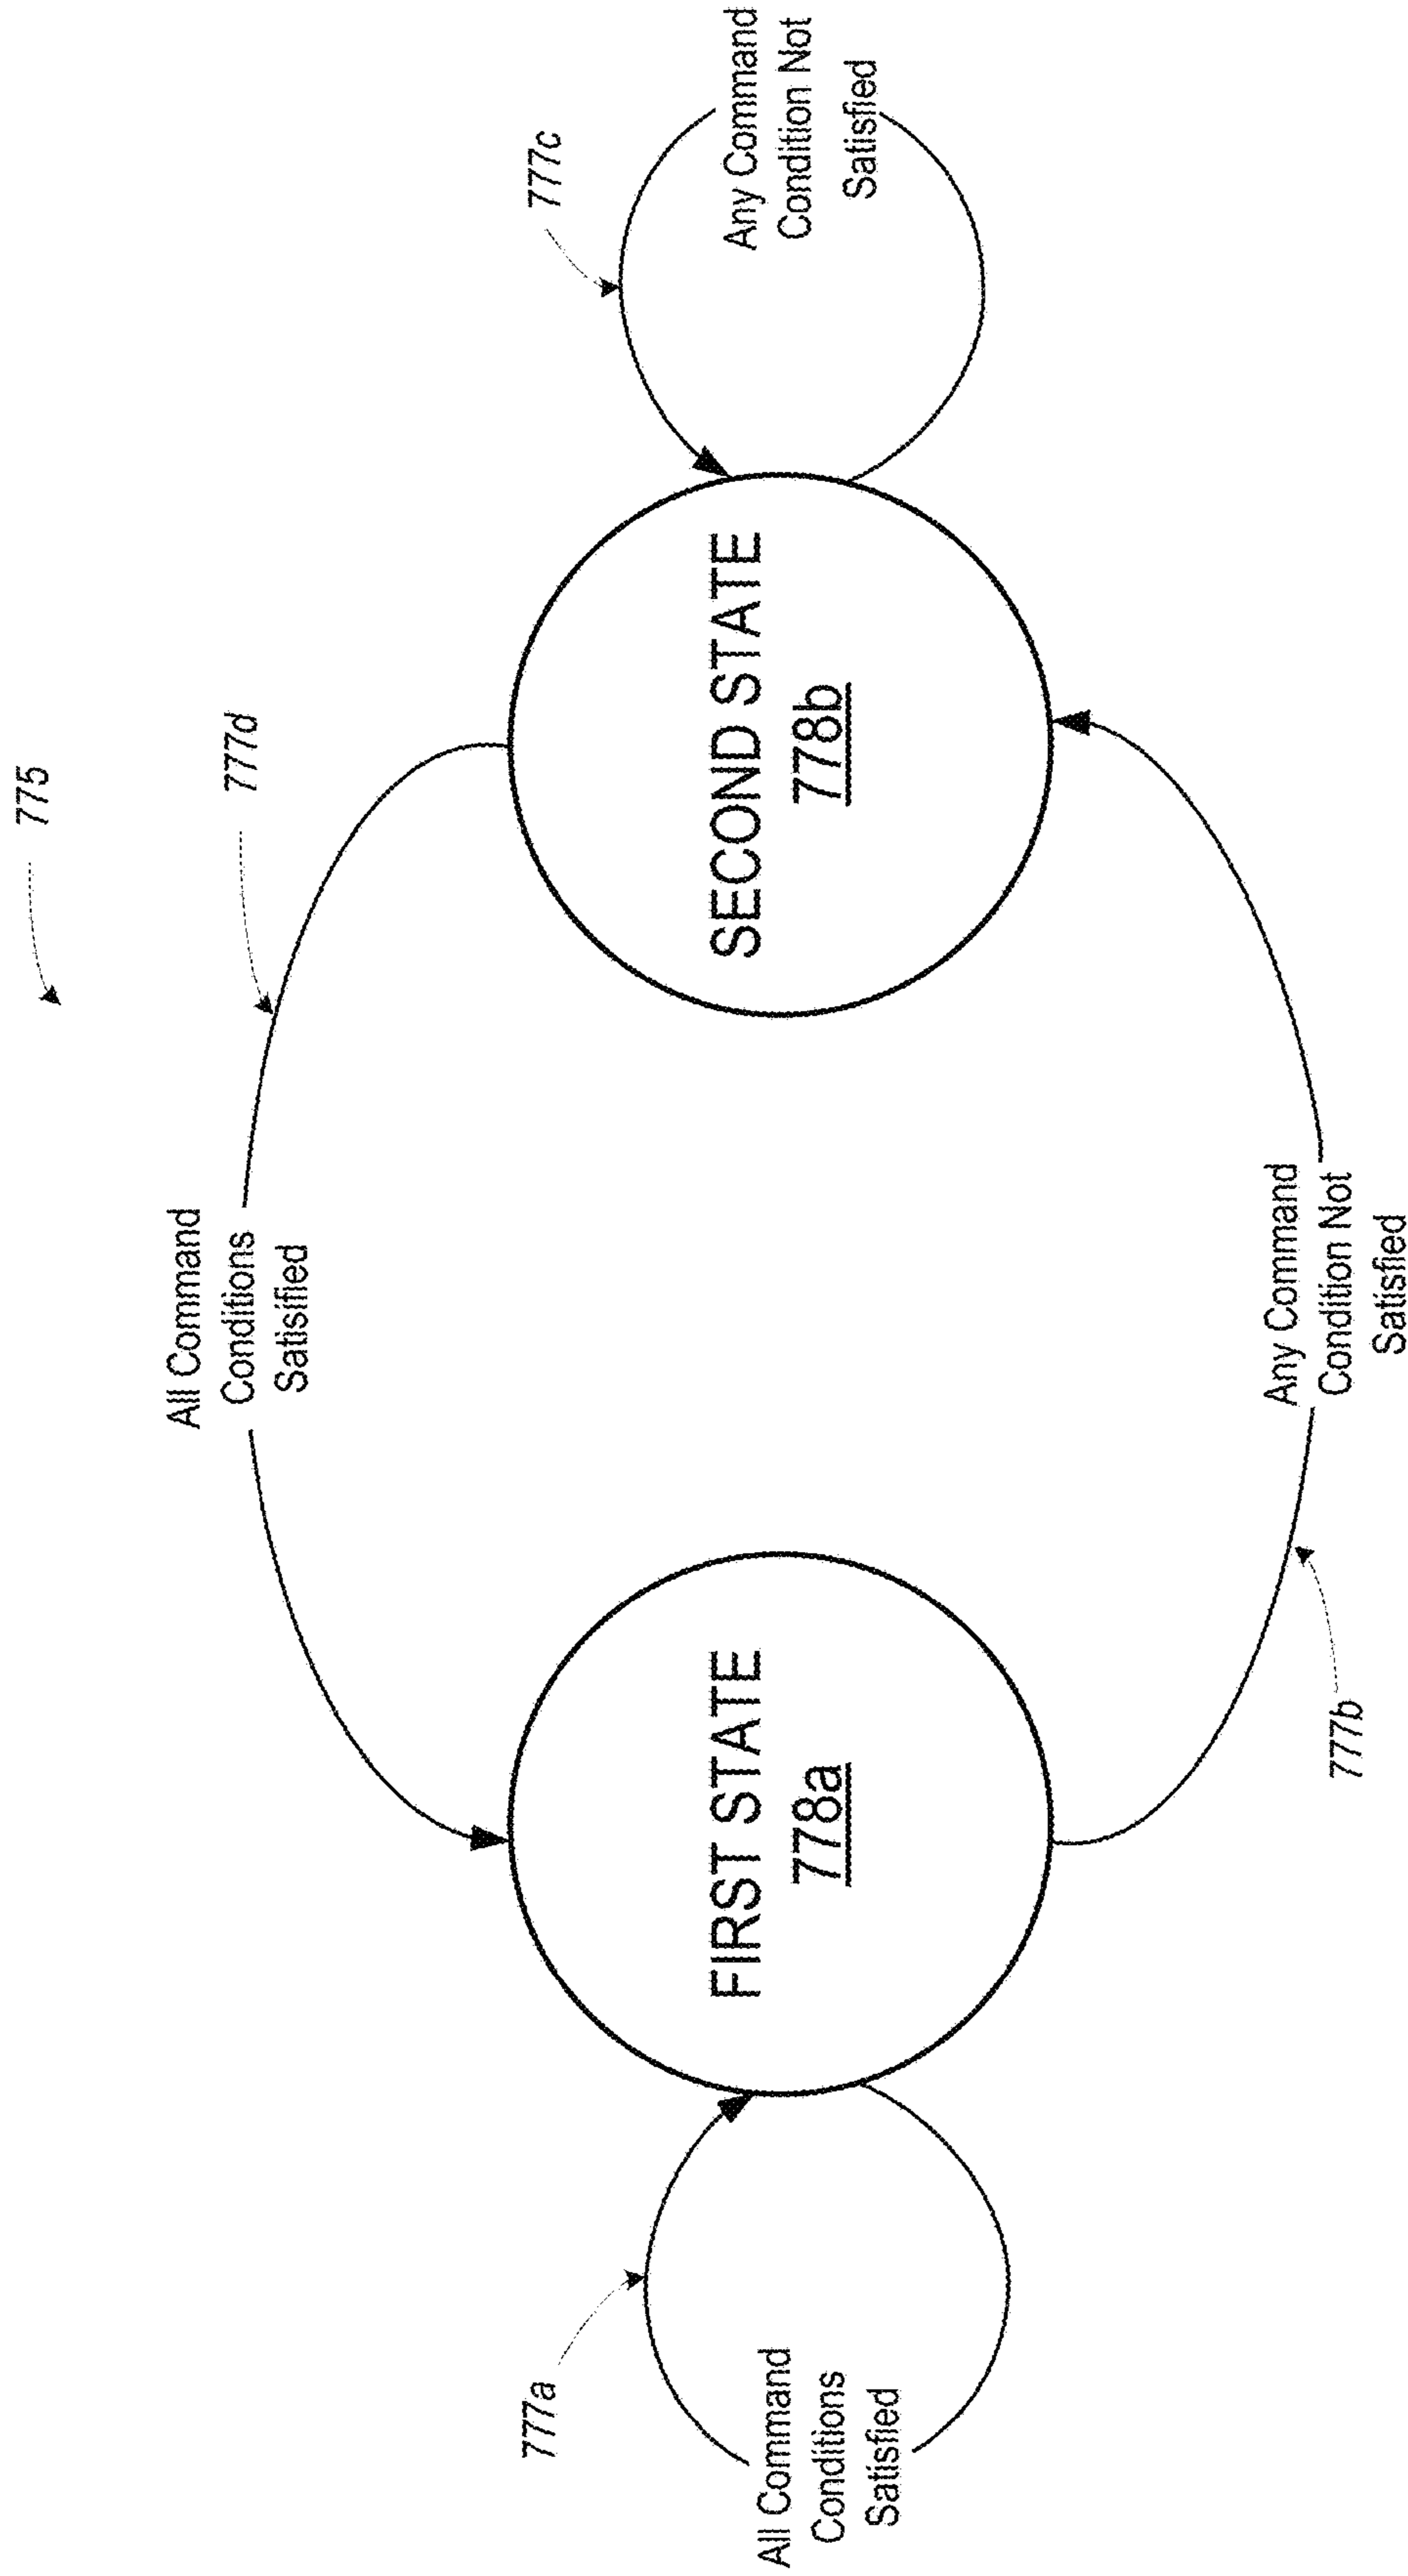 775
777d
All Command
Conditions
Satisified
777a
All Command
Conditions
Satisfied
FIRST STATE
778a
SECOND STATE
778b
777c
Any Command
Condition Not
Satisfied
777b
Any Command
Condition Not
Satisfied